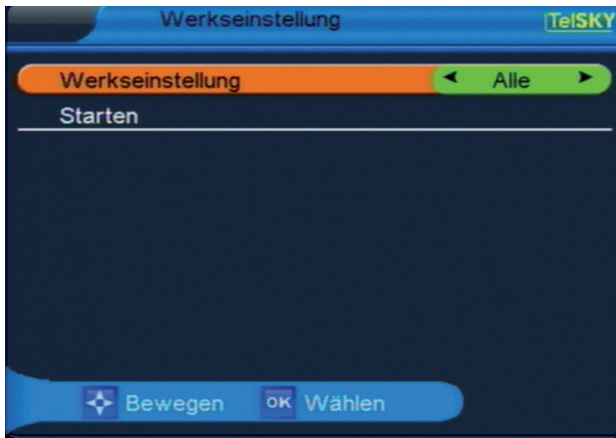 Werkseinstellung
TelSKY
Werkseinstellung Alle
Starten
Bewegen OK Wählen